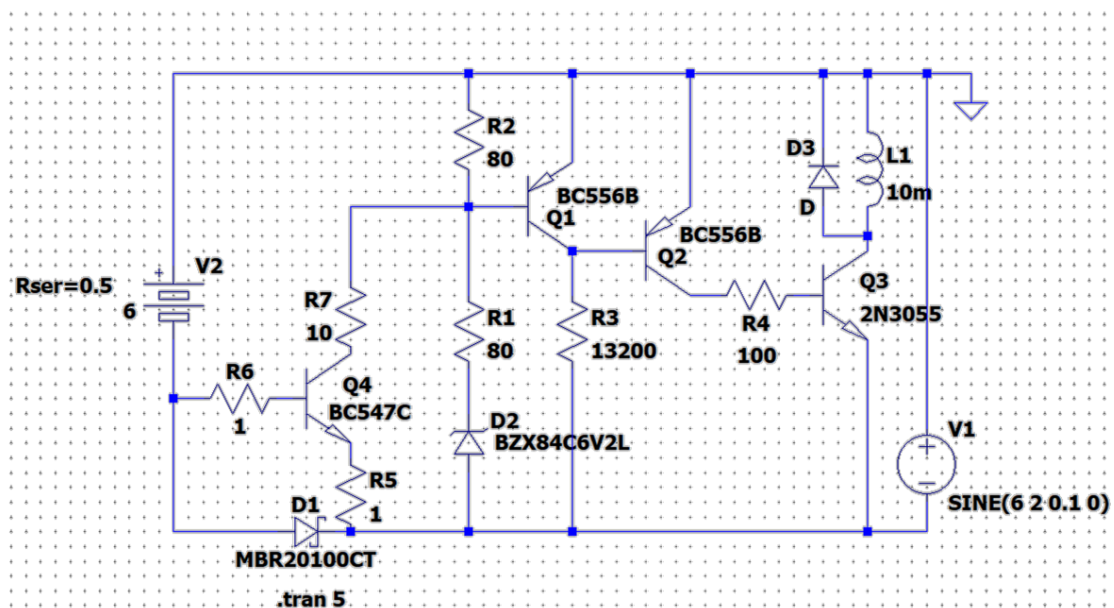 R2
80
D3
D
L1
10m
BC556B
Q1
BC556B
Q2
V2
Rser=0.5
6
R7
10
R1
80
R3
13200
R4
100
Q3
2N3055
R6
1
Q4
BC547C
D2
BZX84C6V2L
V1
SINE(6 2 0.1 0)
R5
1
D1
MBR20100CT
.tran 5
+
+
−